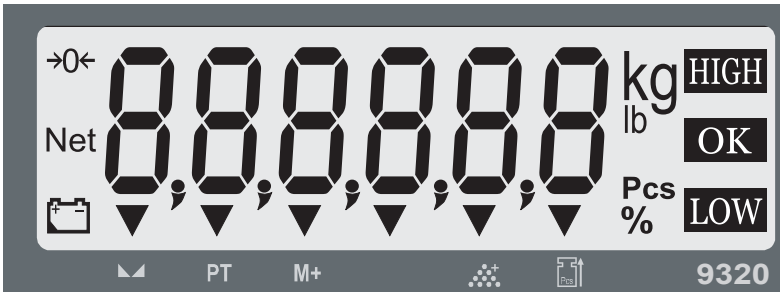 →0←
8,8,8,8,8,8
kg
lb
HIGH
Net
OK
+ -
Pcs
%
LOW
PT
M+
+
Pcs
9320